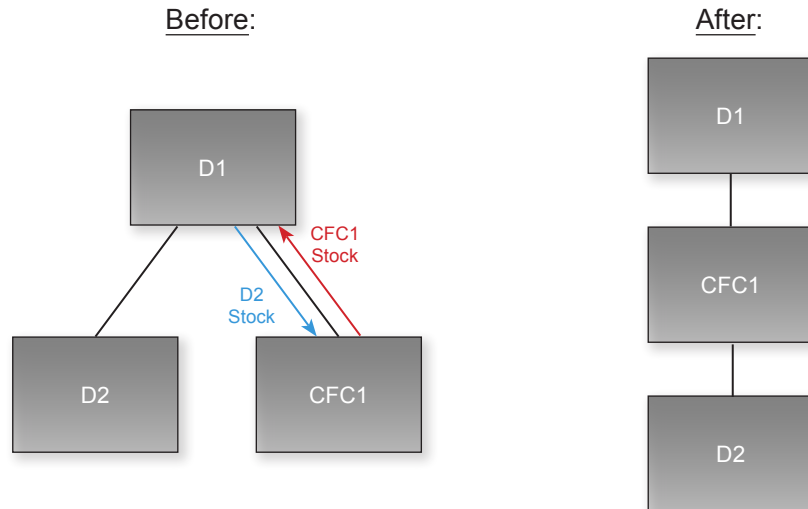 Before:
After:
D1
D1
CFC1
Stock
D2
Stock
CFC1
D2
CFC1
D2